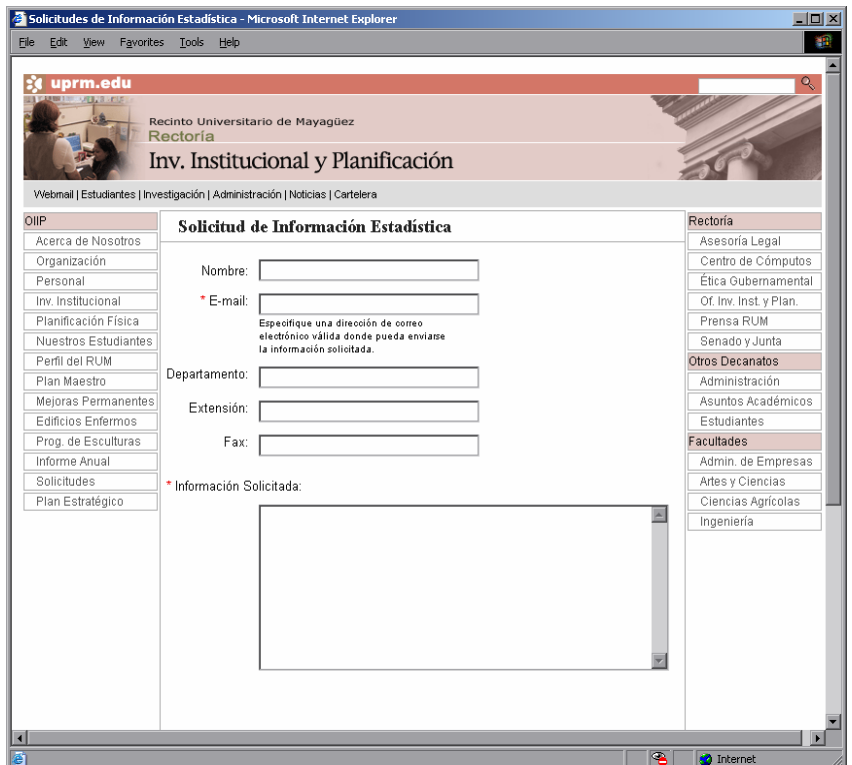 Solicitudes de Información Estadística - Microsoft Internet Explorer
File Edit View Favorites Tools Help
uprm.edu
Recinto Universitario de Mayagüez
Rectoría
Inv. Institucional y Planificación
Webmail | Estudiantes | Investigación | Administración | Noticias | Cartelera
OIIP
Acerca de Nosotros
Organización
Personal
Inv. Institucional
Planificación Física
Nuestros Estudiantes
Perfil del RUM
Plan Maestro
Mejoras Permanentes
Edificios Enfermos
Prog. de Esculturas
Informe Anual
Solicitudes
Plan Estratégico
Solicitud de Información Estadística
Nombre:
* E-mail:
Especifique una dirección de correo
electrónico válida donde pueda enviarse
la información solicitada.
Departamento:
Extensión:
Fax:
* Información Solicitada:
Rectoría
Asesoría Legal
Centro de Cómputos
Ética Gubernamental
Of. Inv. Inst. y Plan.
Prensa RUM
Senado y Junta
Otros Decanatos
Administración
Asuntos Académicos
Estudiantes
Facultades
Admin. de Empresas
Artes y Ciencias
Ciencias Agrícolas
Ingeniería
Internet